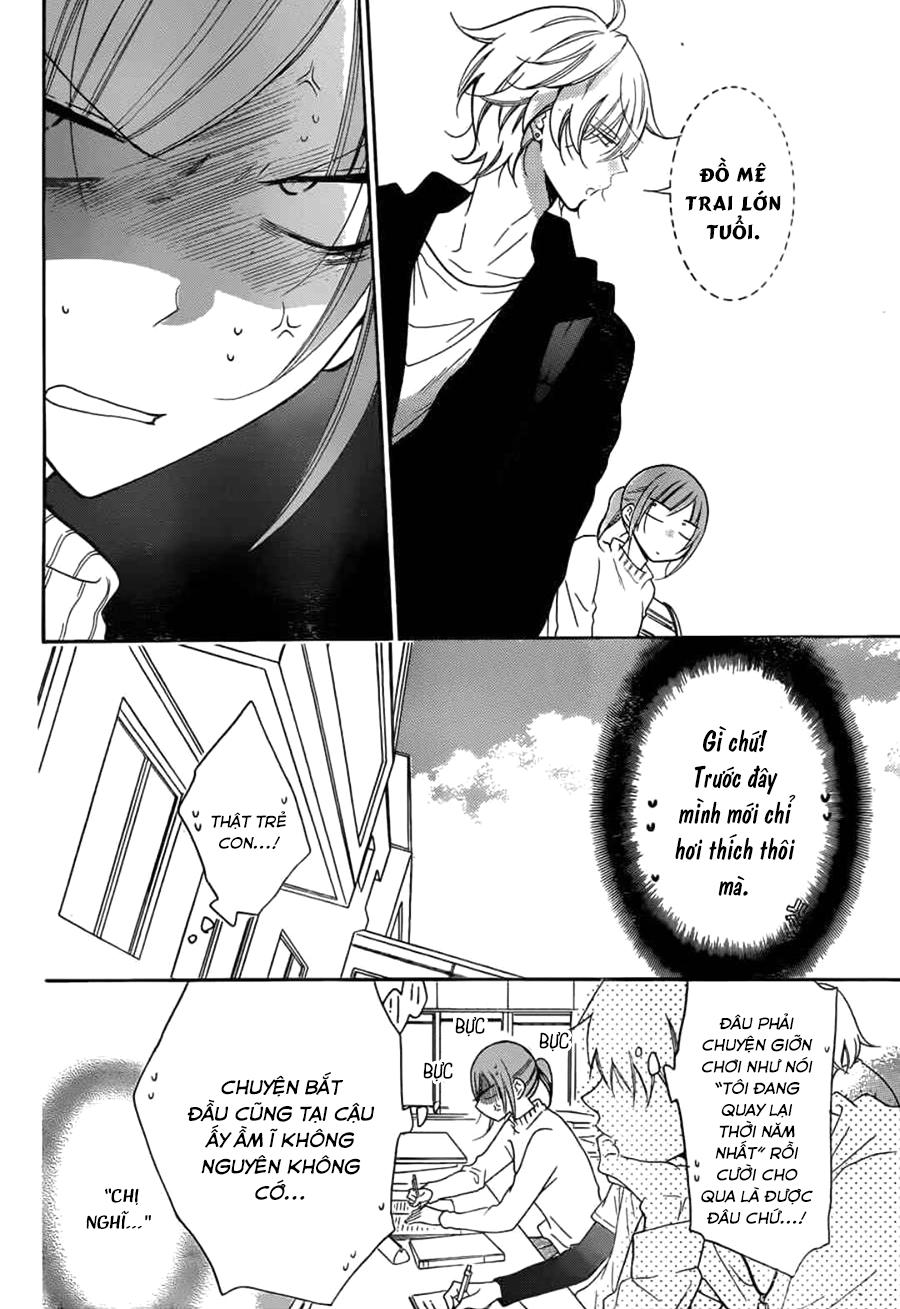 ĐỒ MÊ
TRAI LỚN
TUỔI.
Gì chứ!
Trước đây
mình mới chỉ
hơi thích thôi
mà.
THẬT TRẺ
CON...!
ĐÂU PHẢI
CHUYỆN GIỠN
CHƠI NHƯ NÓI
“TÔI ĐANG
QUAY LẠI
THỜI NĂM
NHẤT” RỒI
CƯỜI CHO
QUA LÀ ĐƯỢC
ĐÂU CHỨ...!
BỰC
BỰC
BỰC
CHUYỆN BẮT
ĐẦU CŨNG TẠI CẬU
ẤY ẦM Ĩ KHÔNG
NGUYÊN KHÔNG
CỚ...
“CHỊ
NGHĨ..."